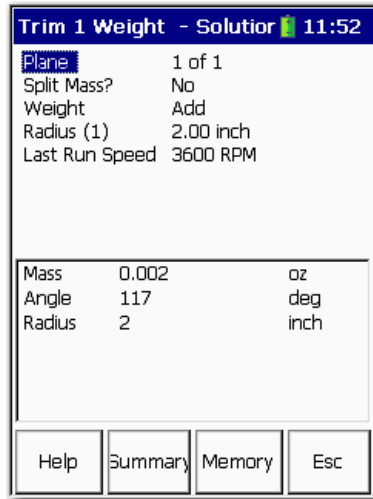 Trim 1 Weight - Solutior 11:52
Plane 1 of 1
Split Mass? No
Weight Add
Radius (1) 2.00 inch
Last Run Speed 3600 RPM
Mass 0.002 oz
Angle 117 deg
Radius 2 inch
Help Summary Memory Esc